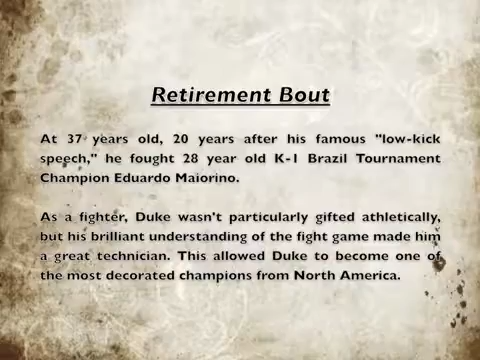 Retirement Bout
At 37 years old, 20 years after his famous "low-kick
speech," he fought 28 year old K-1 Brazil Tournament
Champion Eduardo Maiorino.
As a fighter, Duke wasn't particularly gifted athletically,
but his brilliant understanding of the fight game made him
a great technician. This allowed Duke to become one of
the most decorated champions from North America.